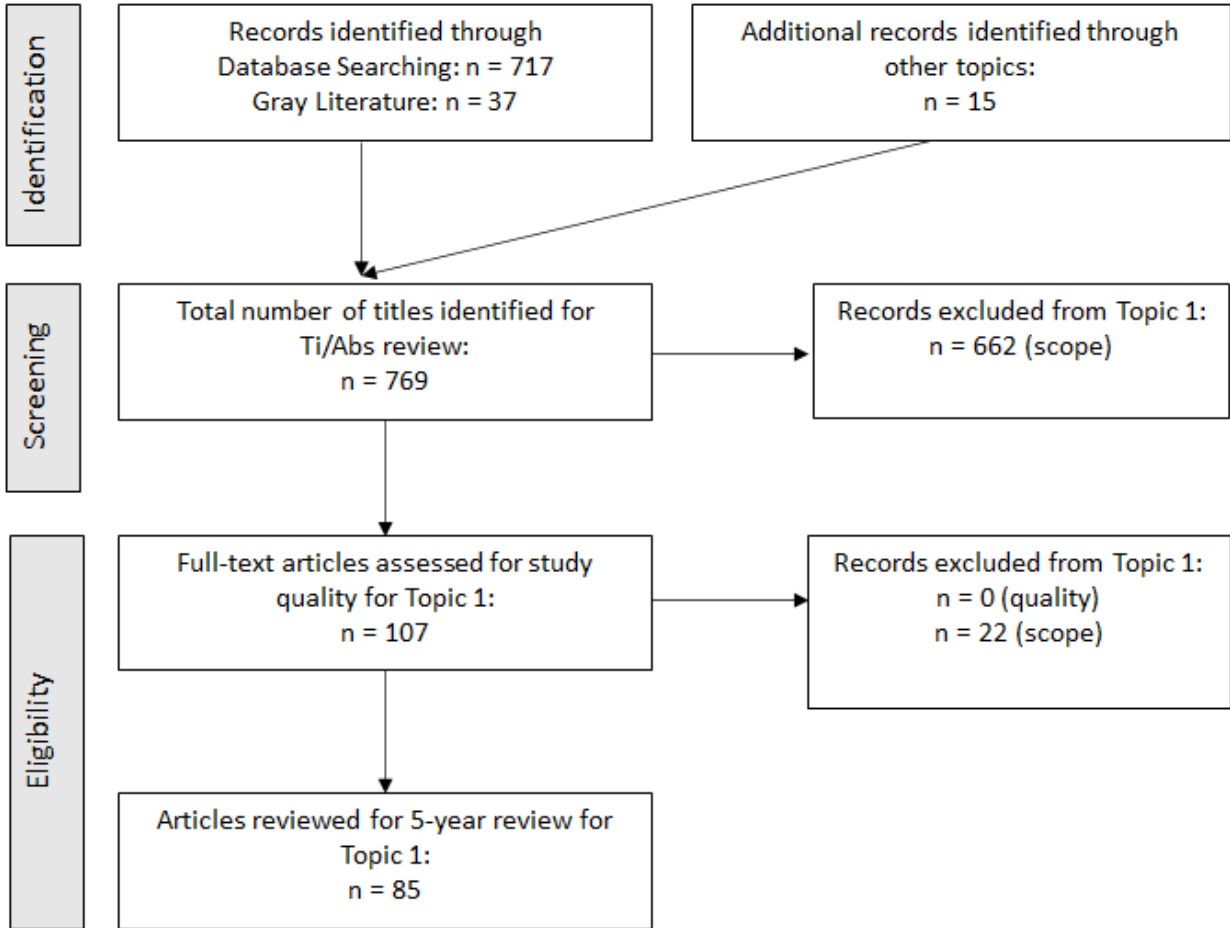 Identification
Records identified through
Database Searching: n = 717
Gray Literature: n = 37
Additional records identified through
other topics:
n = 15
Screening
Total number of titles identified for
Ti/Abs review:
n = 769
Records excluded from Topic 1:
n = 662 (scope)
Eligibility
Full-text articles assessed for study
quality for Topic 1:
n = 107
Records excluded from Topic 1:
n = 0 (quality)
n = 22 (scope)
Articles reviewed for 5-year review for
Topic 1:
n = 85